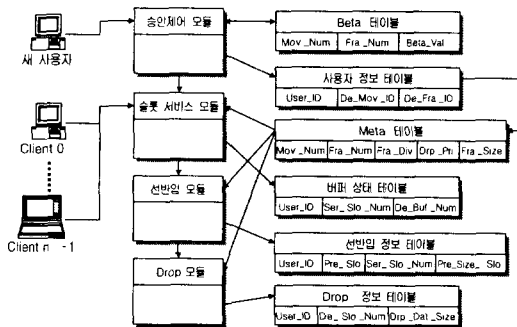 승인제어 모듈
Beta 테이블
Mov_Num Fra_Num Beta_Val
새 사용자
사용자 정보 테이블
User_ID De_Mov_ID De_Fra_ID
슬롯 서비스 모듈
Client 0
Meta 테이블
Mov_Num Fra_Num Fra_Div Drp_Pri Fra_Size
버퍼 상태 테이블
User_ID Ser_Slo_Num De_Buf_Num
선반입 모듈
Client n -1
선반입 정보 테이블
User_ID Pre_Slo Ser_Slo_Num Pre_Size_Slo
Drop 모듈
Drop 정보 테이블
User_ID De_Slo_Num Drp_Dat_Size